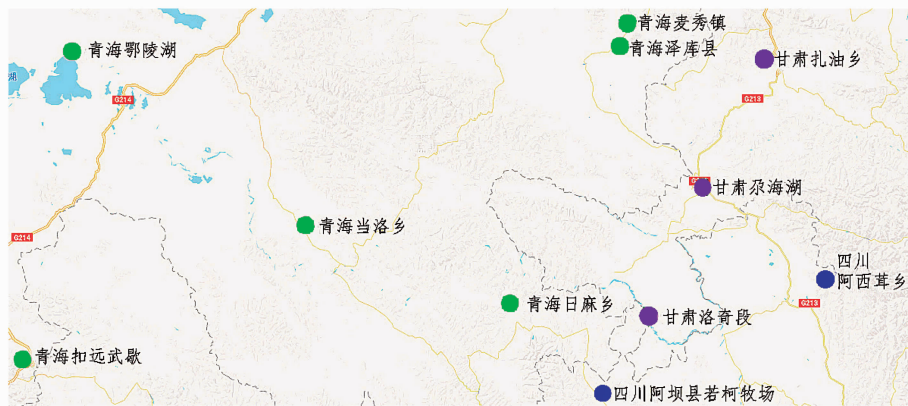 青海麦秀镇
青海鄂陵湖
青海泽库县
甘肃扎油乡
湖
G214
G213
甘肃尕海湖
青海当洛乡
G214
四川
阿西茸乡
青海日麻乡
G213
甘肃洛奇段
青海扣远武歇
四川阿坝县若柯牧场